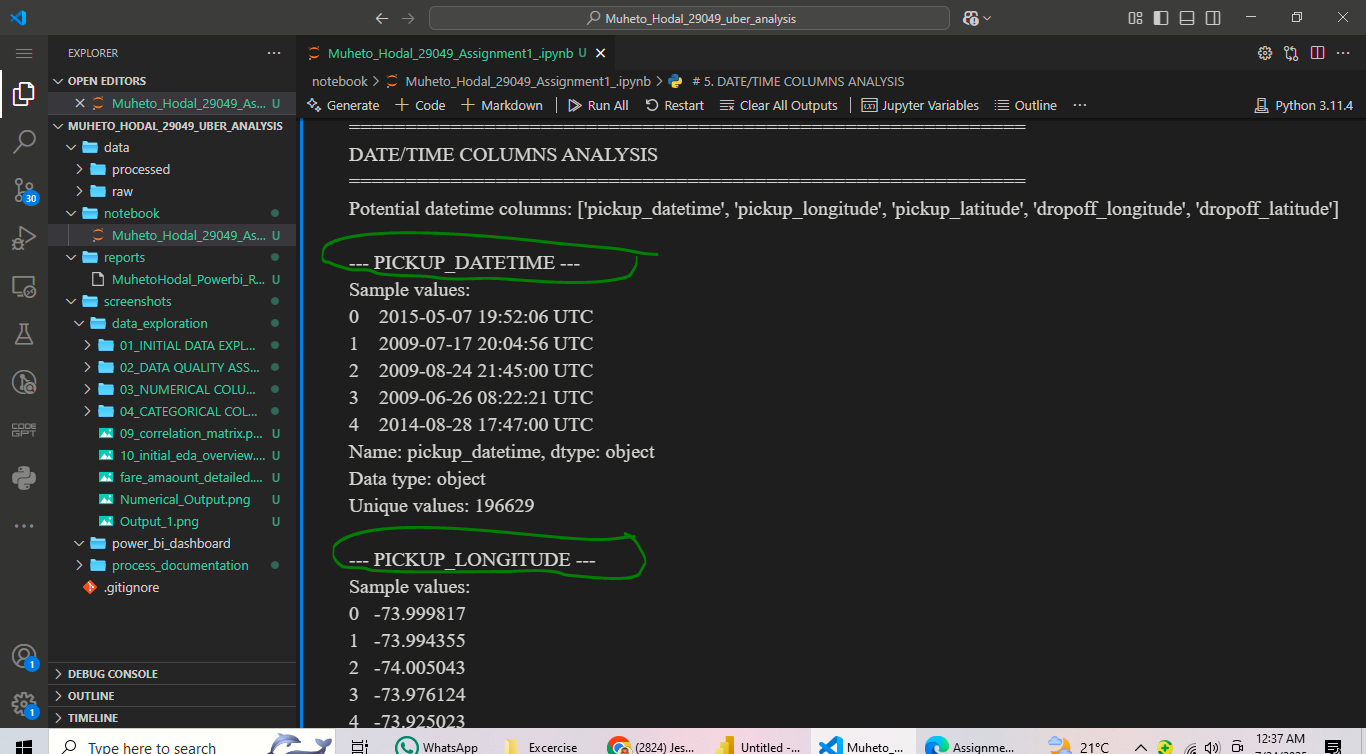 Muheto_Hodal_29049_uber_analysis
EXPLORER
OPEN EDITORS
Muheto_Hodal_29049_As... U
MUHETO_HODAL_29049_UBER_ANALYSIS
data
processed
raw
notebook
Muheto_Hodal_29049_As... U
reports
MuhetoHodal_Powerbi_R... U
screenshots
data_exploration
01_INITIAL DATA EXPL...
02_DATA QUALITY ASS...
03_NUMERICAL COLU...
04_CATEGORICAL COL...
09_correlation_matrix.p... U
10_initial_eda_overview.... U
fare_amaount_detailed.... U
Numerical_Output.png U
Output_1.png U
power_bi_dashboard
process_documentation
.gitignore
DEBUG CONSOLE
OUTLINE
TIMELINE
30
CODE
GPT
1
1
Muheto_Hodal_29049_Assignment1_.ipynb U
notebook > Muheto_Hodal_29049_Assignment1_.ipynb > # 5. DATE/TIME COLUMNS ANALYSIS
Generate + Code + Markdown Run All Restart Clear All Outputs Jupyter Variables Outline ... Python 3.11.4
============================================================
DATE/TIME COLUMNS ANALYSIS
============================================================
Potential datetime columns: ['pickup_datetime', 'pickup_longitude', 'pickup_latitude', 'dropoff_longitude', 'dropoff_latitude']
--- PICKUP_DATETIME ---
Sample values:
0 2015-05-07 19:52:06 UTC
1 2009-07-17 20:04:56 UTC
2 2009-08-24 21:45:00 UTC
3 2009-06-26 08:22:21 UTC
4 2014-08-28 17:47:00 UTC
Name: pickup_datetime, dtype: object
Data type: object
Unique values: 196629
--- PICKUP_LONGITUDE ---
Sample values:
0 -73.999817
1 -73.994355
2 -74.005043
3 -73.976124
4 -73.925023
Type here to search
WhatsApp
Excercise
(2824) Jes...
Untitled -...
Muheto_...
Assignme...
21°C
12:37 AM